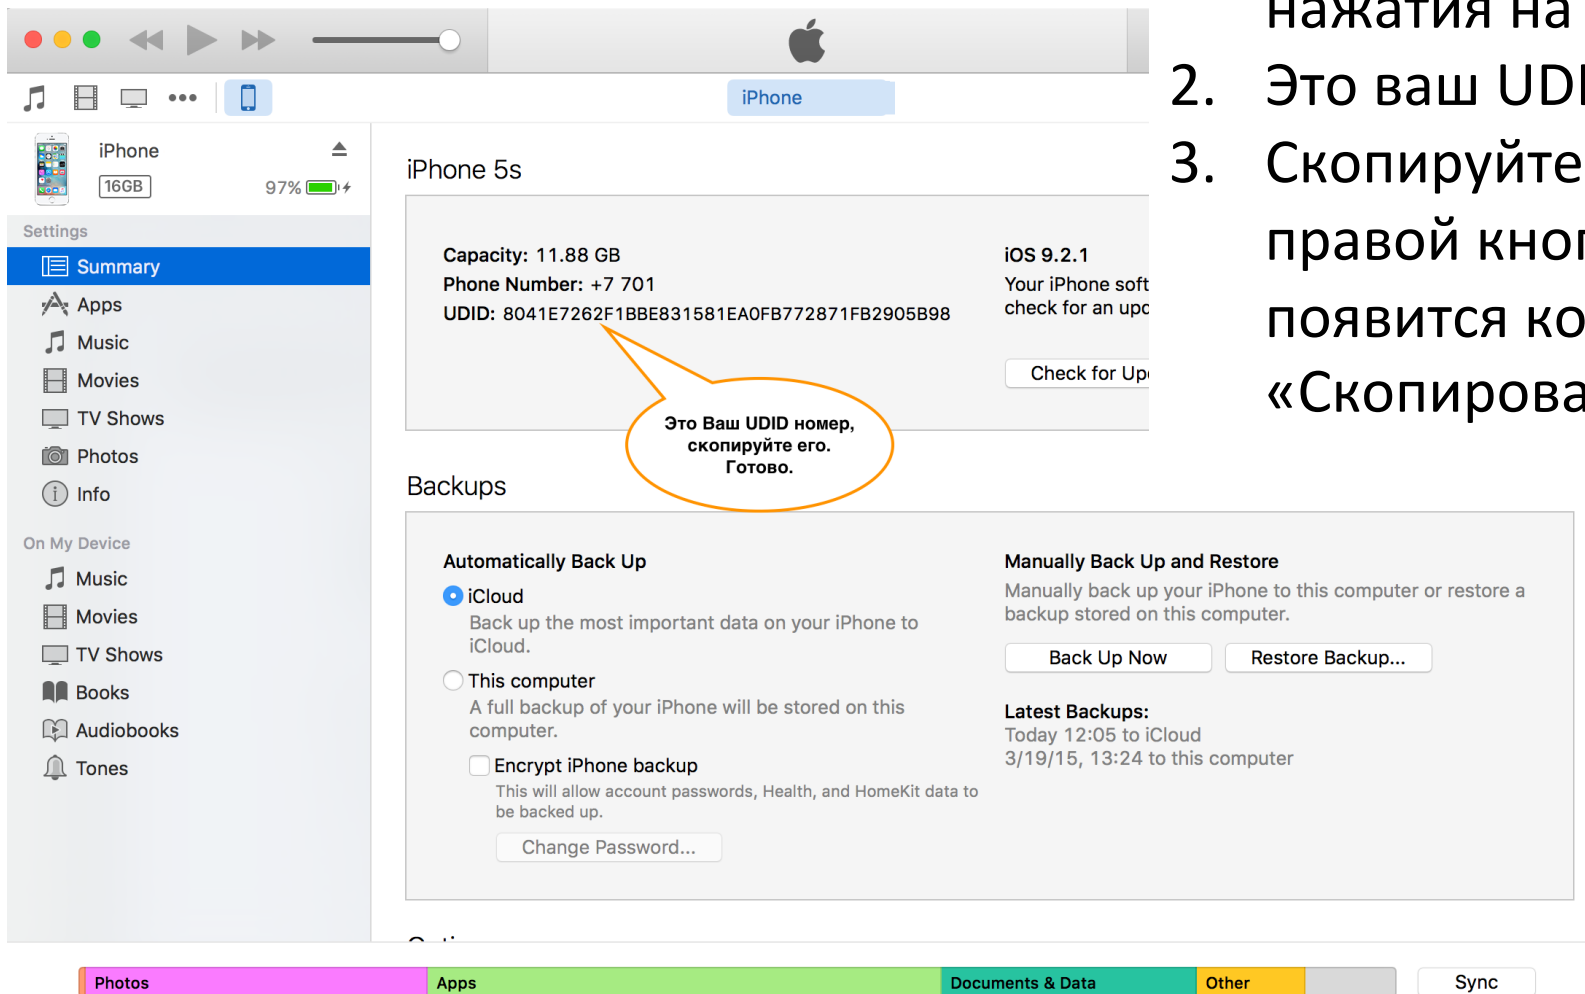 нажатия на
2. Это ваш
3. Скопируйте
правой
появится
iPhone
iPhone
16GB
97%
Settings
Summary
Apps
Music
Movies
TV Shows
Photos
Info
On My Device
Music
Movies
TV Shows
Books
Audiobooks
Tones
iPhone 5s
Capacity: 11.88 GB
Phone Number: +7 701
UDID: 8041E7262F1BBE831581EA0FB772871FB2905B98
iOS 9.2.1
Your iPhone
check for an
Check for
Это Ваш UDID номер,
скопируйте его.
Готово.
Backups
Automatically Back Up
iCloud
Back up the most important data on your iPhone to
iCloud.
This computer
A full backup of your iPhone will be stored on this
computer.
Encrypt iPhone backup
This will allow account passwords, Health, and HomeKit data to
be backed up.
Change Password...
Manually Back Up and Restore
Manually back up your iPhone to this computer or restore a
backup stored on this computer.
Back Up Now
Restore Backup...
Latest Backups:
Today 12:05 to iCloud
3/19/15, 13:24 to this computer
Photos
Apps
Documents & Data
Other
Sync